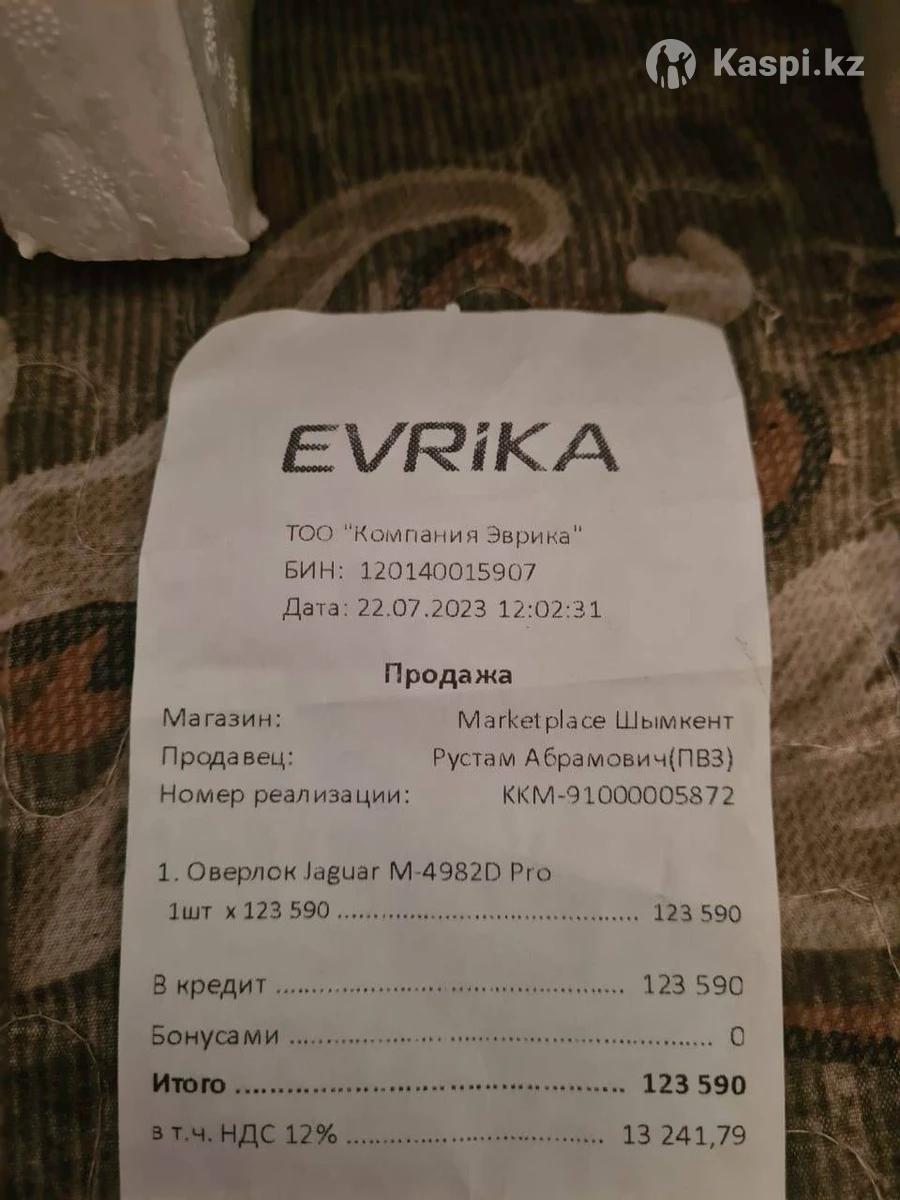 Kaspi.kz
EVRiKA
ТОО "Компания Эврика"
БИН: 120140015907
Дата: 22.07.2023 12:02:31
Продажа
Магазин: Marketplace Шымкент
Продавец: Рустам Абрамович(ПВЗ)
Номер реализации: ККМ-91000005872
1. Оверлок Jaguar M-4982D Pro
1шт x 123 590 ........................................ 123 590
В кредит ................................................ 123 590
Бонусами ...................................................... 0
Итого ................................................... 123 590
в т.ч. НДС 12% .................................... 13 241,79